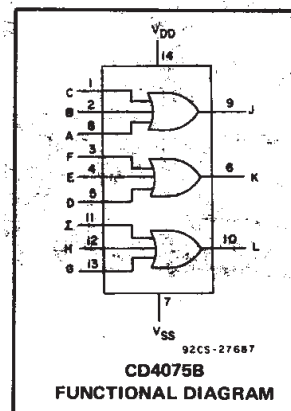 VDD
14
C 1
B 2
A 8
9 J
F 3
E 4
D 5
6 K
I 11
H 12
G 13
10 L
7
VSS
92CS-27687
CD4075B
FUNCTIONAL DIAGRAM